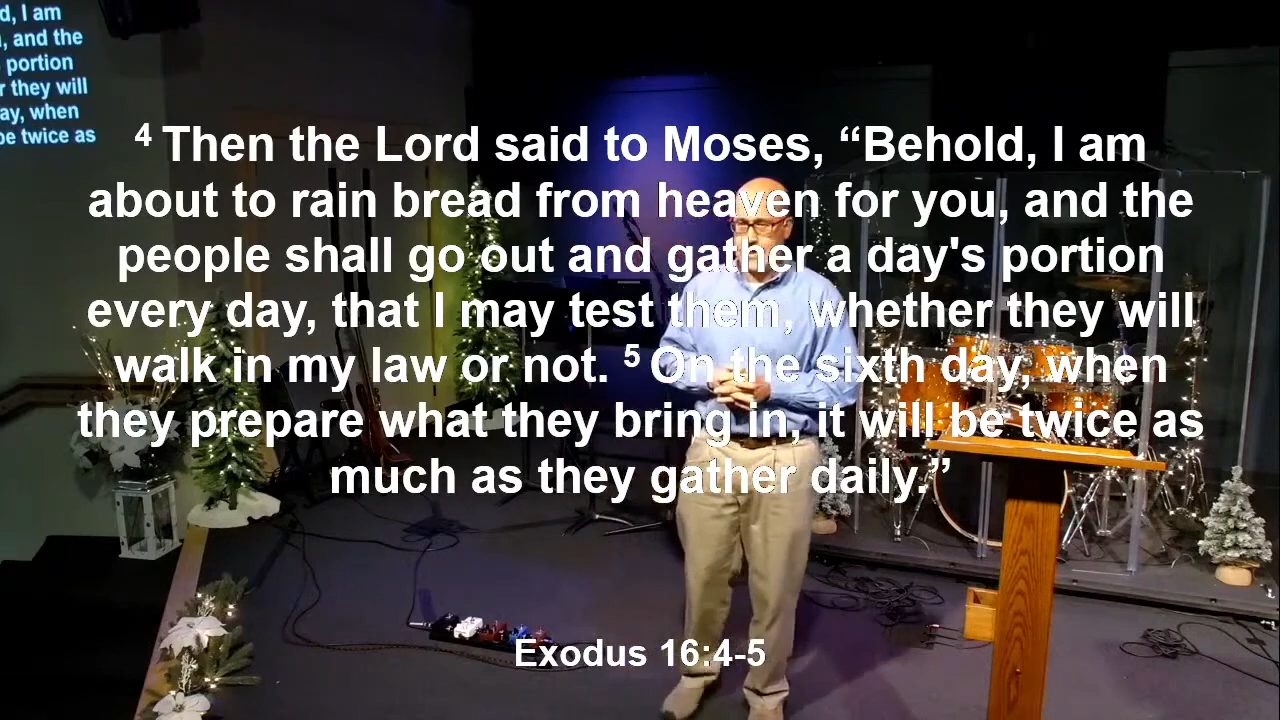 d, I am
, and the
portion
r they will
ay, when
be twice as
4 Then the Lord said to Moses, “Behold, I am
about to rain bread from heaven for you, and the
people shall go out and gather a day's portion
every day, that I may test them, whether they will
walk in my law or not. 5 On the sixth day, when
they prepare what they bring in, it will be twice as
much as they gather daily.”
Exodus 16:4-5